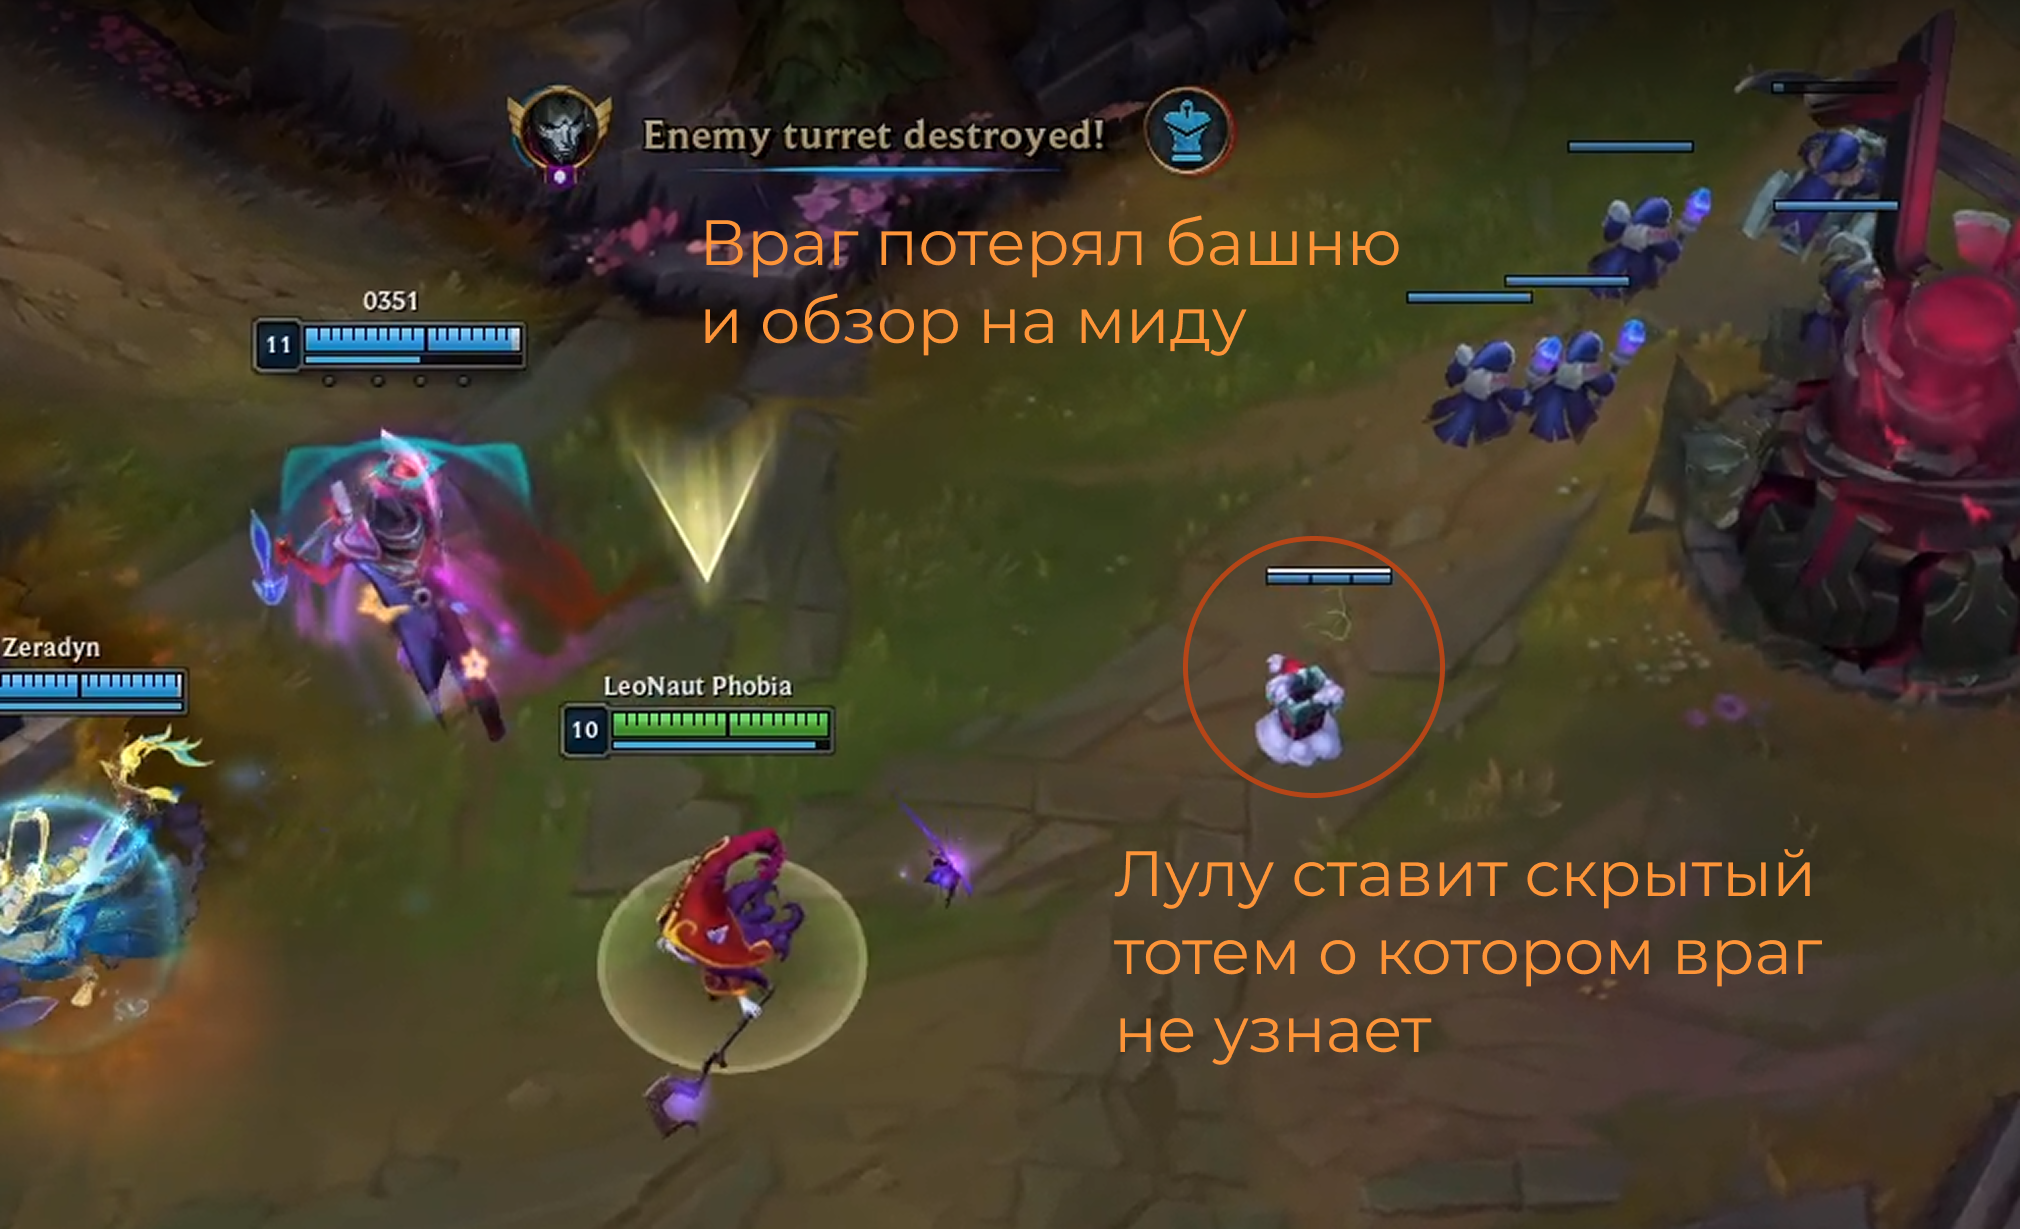 Enemy turret destroyed!
Враг потерял башню
и обзор на миду
0351
11
Zeradyn
LeoNaut Phobia
10
Лулу ставит скрытый
тотем о котором враг
не узнает